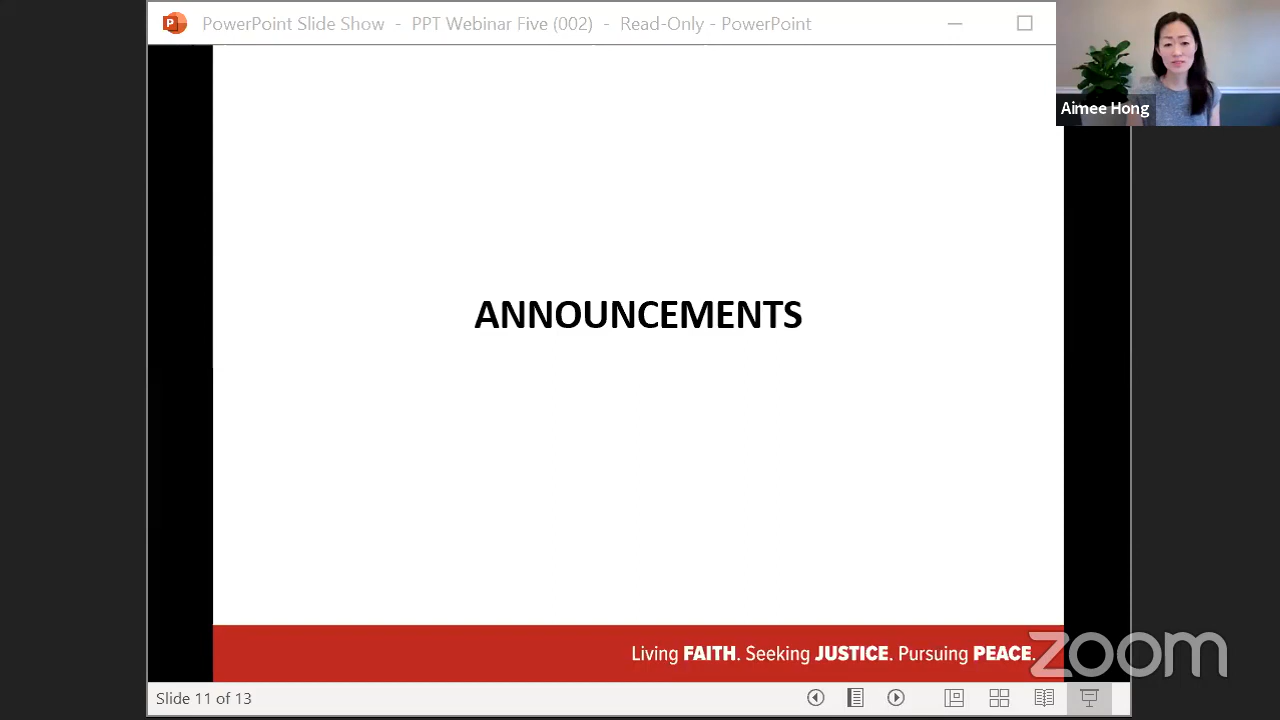 PowerPoint Slide Show - PPT Webinar Five (002) - Read-Only - PowerPoint
Aimee Hong
ANNOUNCEMENTS
Living FAITH. Seeking JUSTICE. Pursuing PEACE.
zoom
Slide 11 of 13